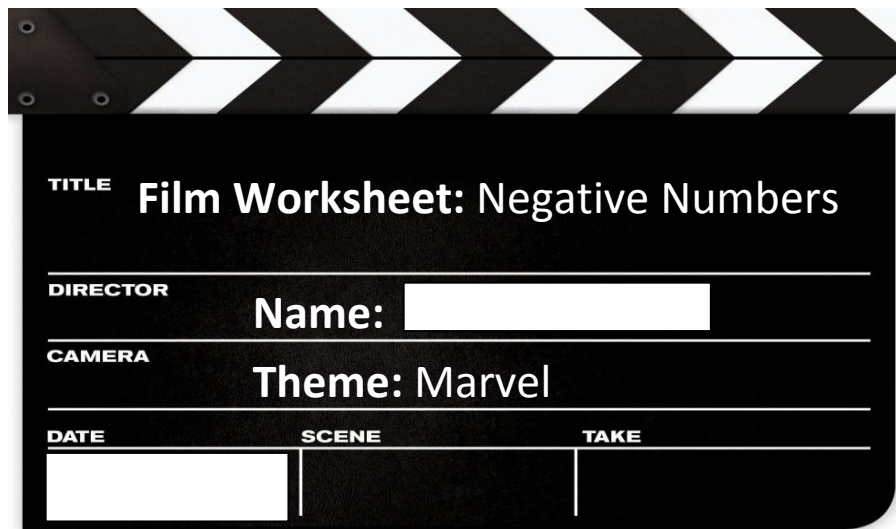 TITLE Film Worksheet: Negative Numbers
DIRECTOR
Name:
CAMERA
Theme: Marvel
DATE SCENE TAKE